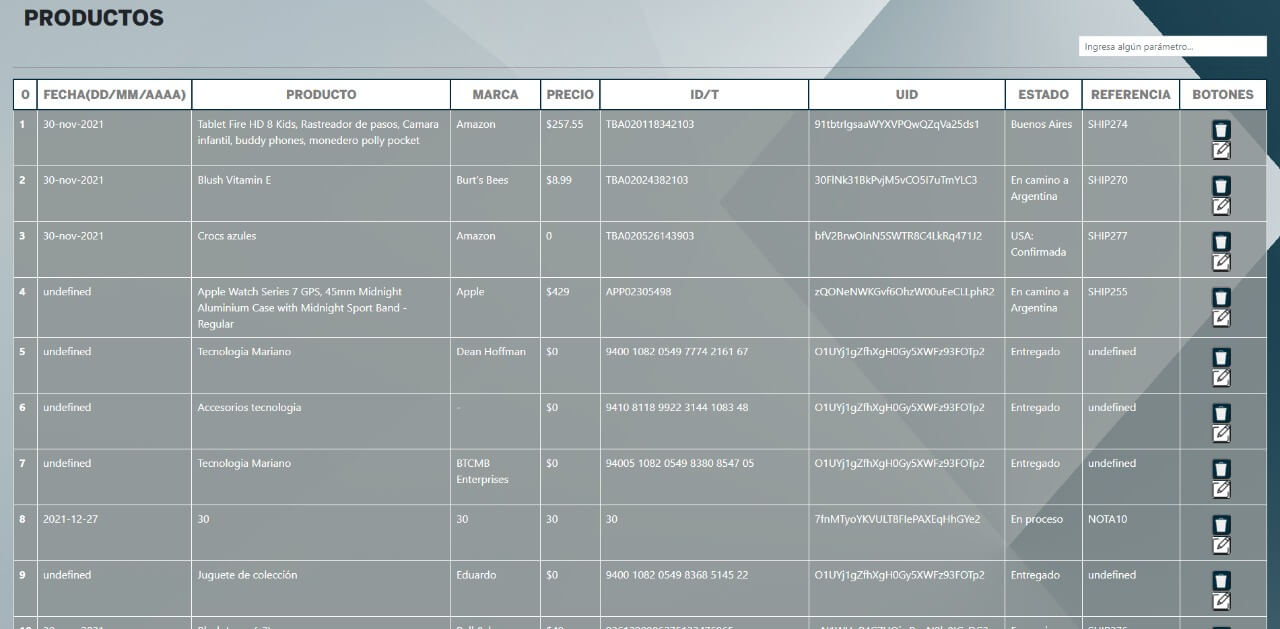 PRODUCTOS
Ingresa algún parámetro...
0 FECHA(DD/MM/AAAA) PRODUCTO MARCA PRECIO ID/T UID ESTADO REFERENCIA BOTONES
1 30-nov-2021 Tablet Fire HD 8 Kids, Rastreador de pasos, Camara Amazon $257.55 TBA020118342103 91tbtrIgsaaWYXVPQwQZqVa25ds1 Buenos Aires SHIP274
infantil, buddy phones, monedero polly pocket
2 30-nov-2021 Blush Vitamin E Burt's Bees $8.99 TBA02024382103 30FlNk31BkPvjM5vCO5I7uTmYLC3 En camino a SHIP270
Argentina
3 30-nov-2021 Crocs azules Amazon 0 TBA020526143903 bfV2BrwOInN5SWTR8C4LkRq471J2 USA: SHIP277
Confirmada
4 undefined Apple Watch Series 7 GPS, 45mm Midnight Apple $429 APP02305498 zQONeNWKGvf6OhzW00uEeCLLphR2 En camino a SHIP255
Aluminium Case with Midnight Sport Band - Argentina
Regular
5 undefined Tecnologia Mariano Dean Hoffman $0 9400 1082 0549 7774 2161 67 O1UYj1gZfhXgH0Gy5XWFz93FOTp2 Entregado undefined
6 undefined Accesorios tecnologia - $0 9410 8118 9922 3144 1083 48 O1UYj1gZfhXgH0Gy5XWFz93FOTp2 Entregado undefined
7 undefined Tecnologia Mariano BTCMB $0 94005 1082 0549 8380 8547 05 O1UYj1gZfhXgH0Gy5XWFz93FOTp2 Entregado undefined
Enterprises
8 2021-12-27 30 30 30 30 7fnMTyoYKVULT8FIePAXEqHhGYe2 En proceso NOTA10
9 undefined Juguete de colección Eduardo $0 9400 1082 0549 8368 5145 22 O1UYj1gZfhXgH0Gy5XWFz93FOTp2 Entregado undefined